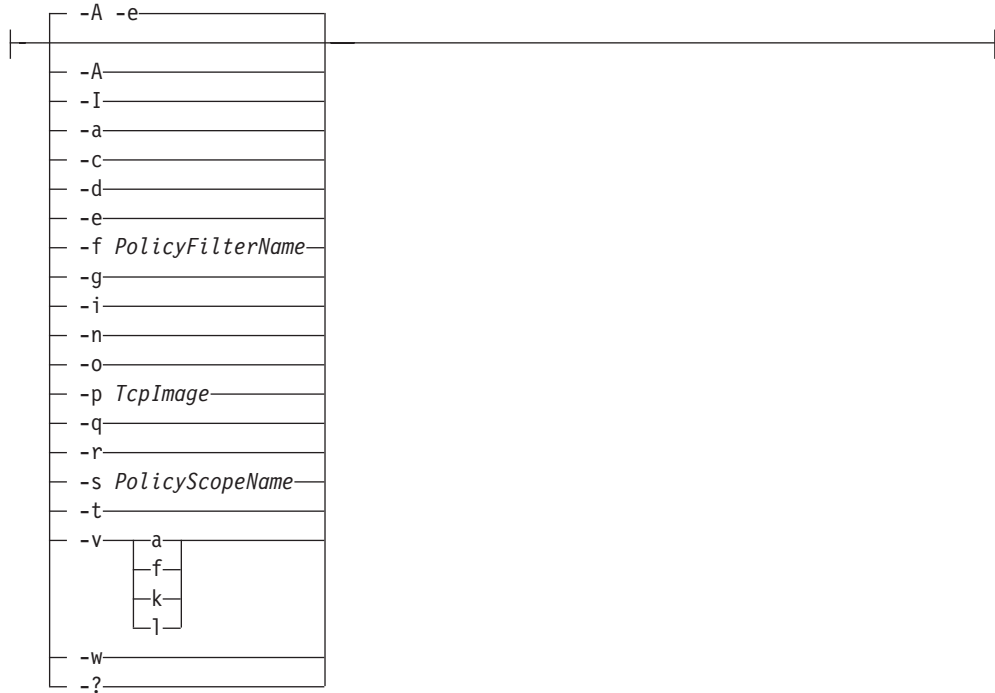 -A -e
-A
-I
-a
-c
-d
-e
-f PolicyFilterName
-g
-i
-n
-o
-p TcpImage
-q
-r
-s PolicyScopeName
-t
-v a
f
k
l
-w
-?